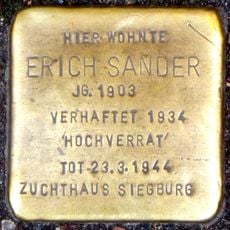 HIER WOHNTE
ERICH SANDER
JG. 1903
VERHAFTET 1934
'HOCHVERRAT'
TOT 23.3.1944
ZUCHTHAUS SIEGBURG